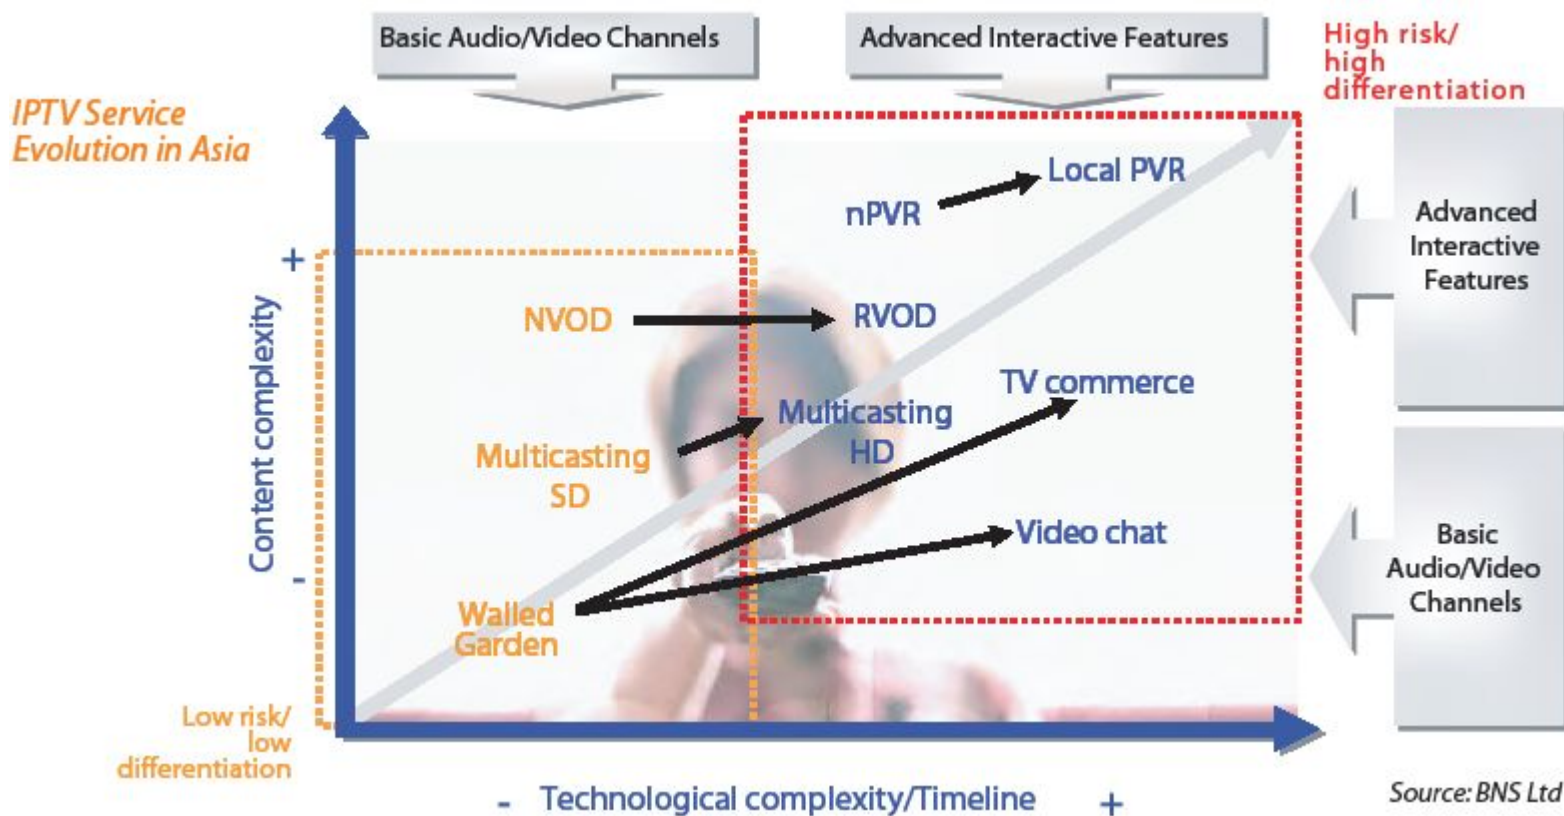 Basic Audio/Video Channels
Advanced Interactive Features
High risk/
high
differentiation
IPTV Service
Evolution in Asia
Local PVR
nPVR
Advanced
Interactive
Features
+
NVOD
RVOD
Content complexity
TV commerce
Multicasting
HD
Multicasting
SD
Video chat
Basic
Audio/Video
Channels
-
Walled
Garden
Low risk/
low
differentiation
- Technological complexity/Timeline +
Source: BNS Ltd